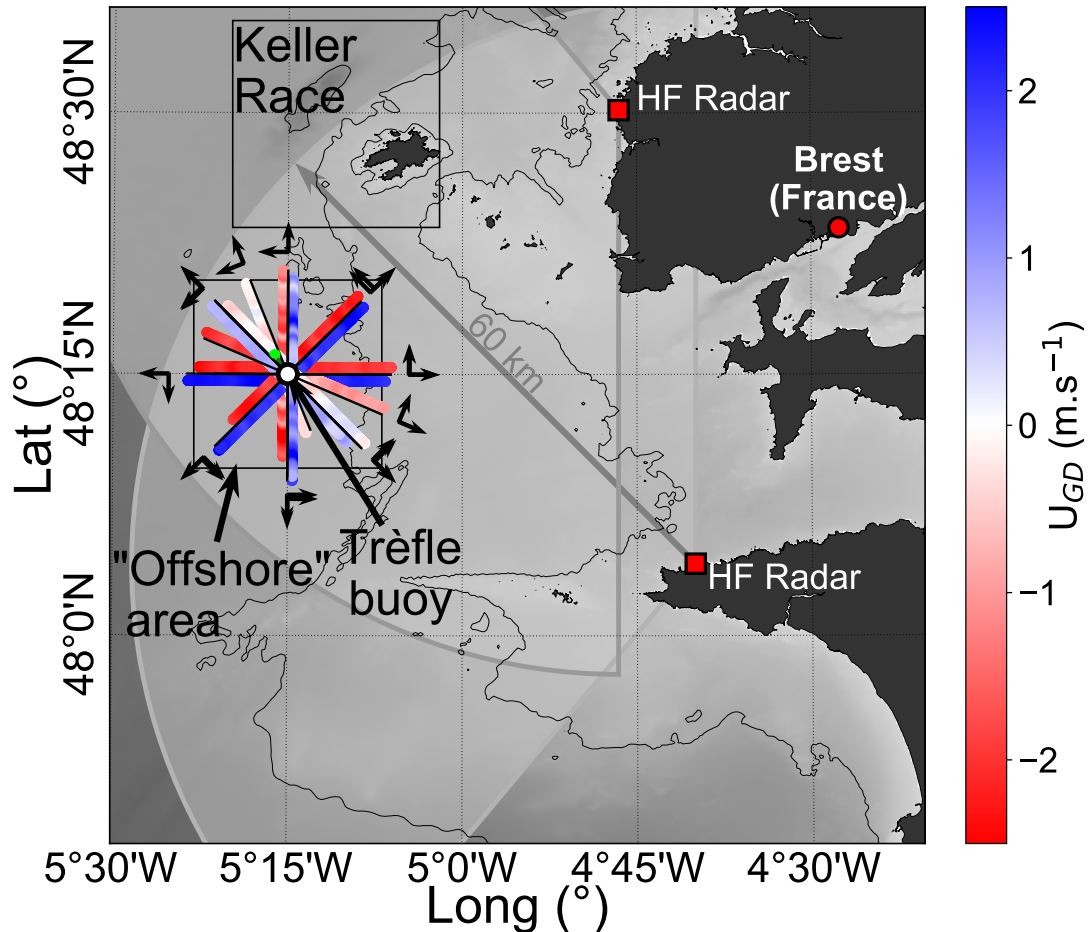 Keller
Race
HF Radar
Brest
(France)
60 km
"Offshore"
area
Trèfle
buoy
HF Radar
48°30'N
48°15'N
48°0'N
Lat (°)
5°30'W
5°15'W
5°0'W
4°45'W
4°30'W
Long (°)
2
1
0
−1
−2
U_GD (m.s⁻¹)